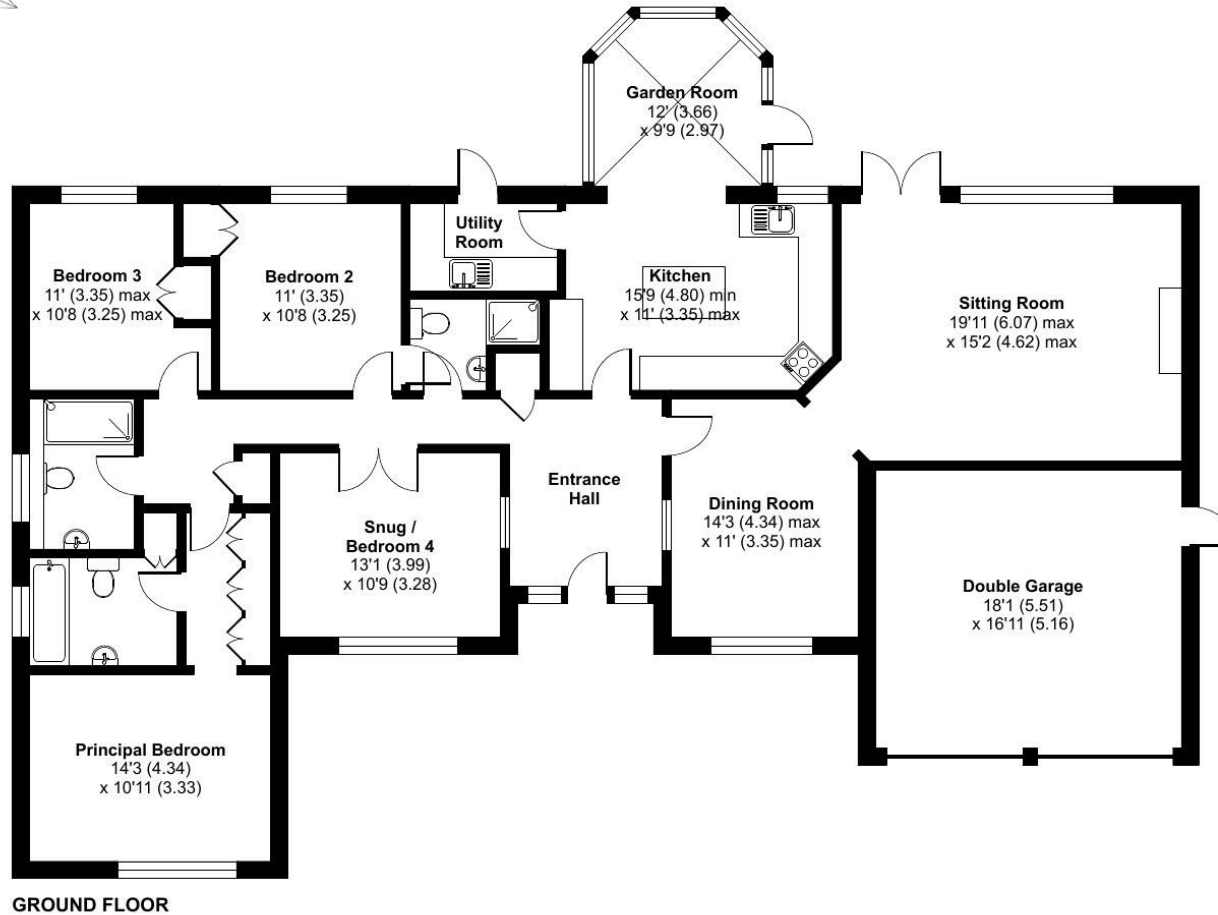 Garden Room
12' (3.66)
x 9'9 (2.97)
Utility
Room
Bedroom 3
11' (3.35) max
x 10'8 (3.25) max
Bedroom 2
11' (3.35)
x 10'8 (3.25)
Kitchen
15'9 (4.80) min
x 11' (3.35) max
Sitting Room
19'11 (6.07) max
x 15'2 (4.62) max
Entrance
Hall
Snug /
Bedroom 4
13'1 (3.99)
x 10'9 (3.28)
Dining Room
14'3 (4.34) max
x 11' (3.35) max
Double Garage
18'1 (5.51)
x 16'11 (5.16)
Principal Bedroom
14'3 (4.34)
x 10'11 (3.33)
GROUND FLOOR